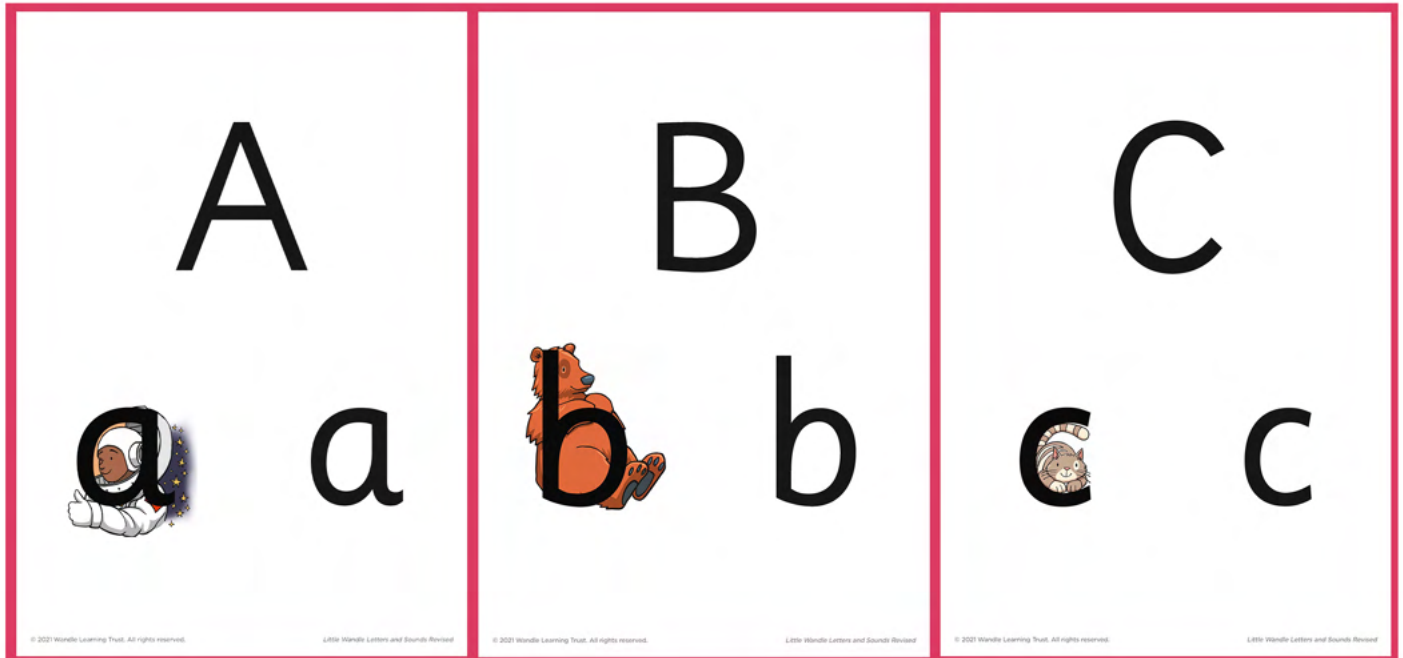 A
a a
© 2021 Wandle Learning Trust. All rights reserved. Little Wandle Letters and Sounds Revised
B
b b
© 2021 Wandle Learning Trust. All rights reserved. Little Wandle Letters and Sounds Revised
C
c c
© 2021 Wandle Learning Trust. All rights reserved. Little Wandle Letters and Sounds Revised